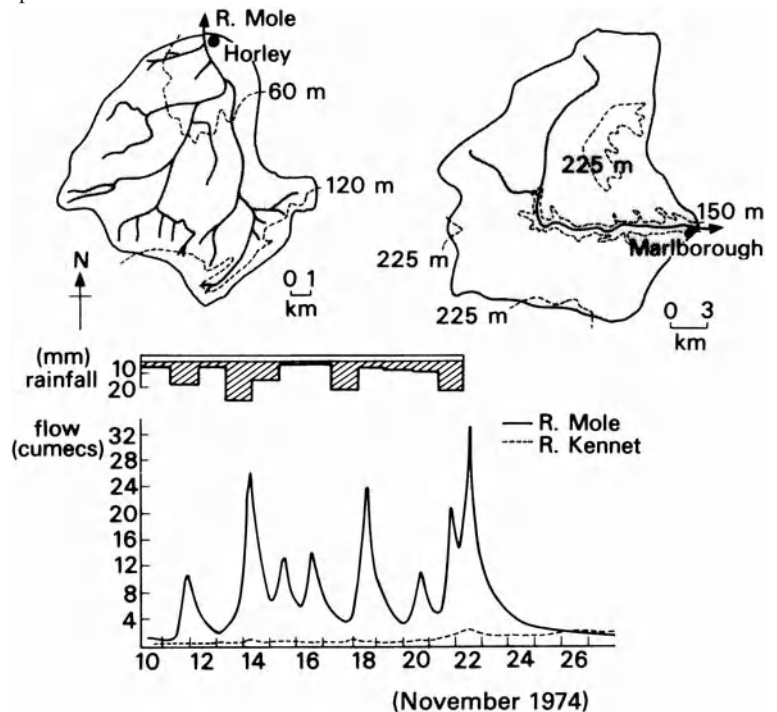 R. Mole
Horley
60 m
120 m
N
0 1
km
225 m
150 m
Marlborough
225 m
225 m
0 3
km
(mm)
rainfall
10
20
flow
(cumecs)
32
28
24
20
16
12
8
4
R. Mole
R. Kennet
10 12 14 16 18 20 22 24 26
(November 1974)